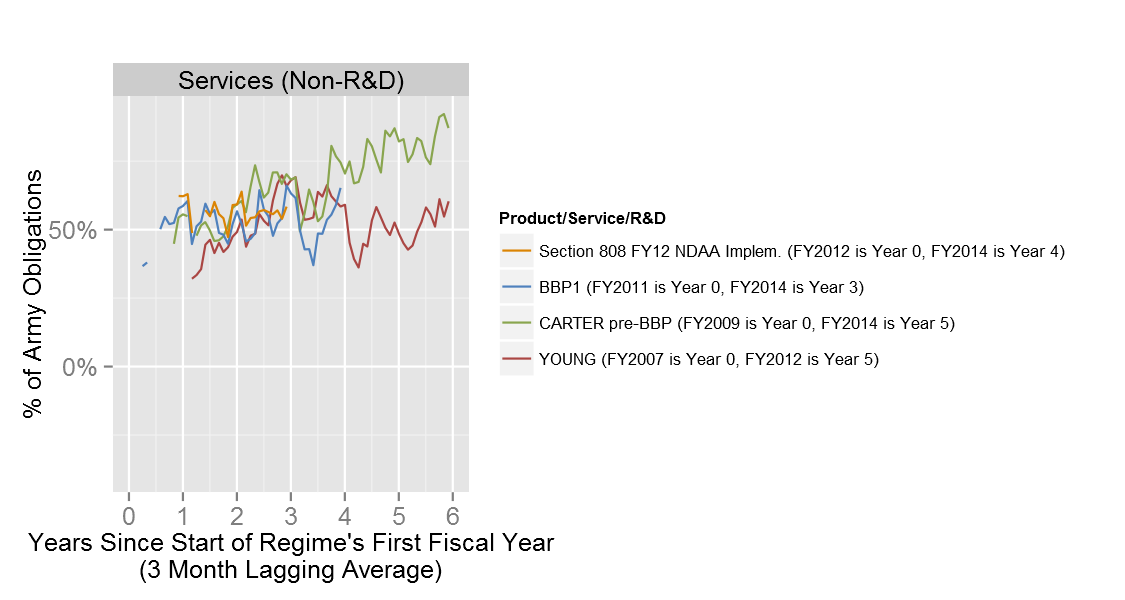 Services (Non-R&D)
% of Army Obligations
50%
0%
0 1 2 3 4 5 6
Years Since Start of Regime's First Fiscal Year
(3 Month Lagging Average)
Product/Service/R&D
Section 808 FY12 NDAA Implem. (FY2012 is Year 0, FY2014 is Year 4)
BBP1 (FY2011 is Year 0, FY2014 is Year 3)
CARTER pre-BBP (FY2009 is Year 0, FY2014 is Year 5)
YOUNG (FY2007 is Year 0, FY2012 is Year 5)